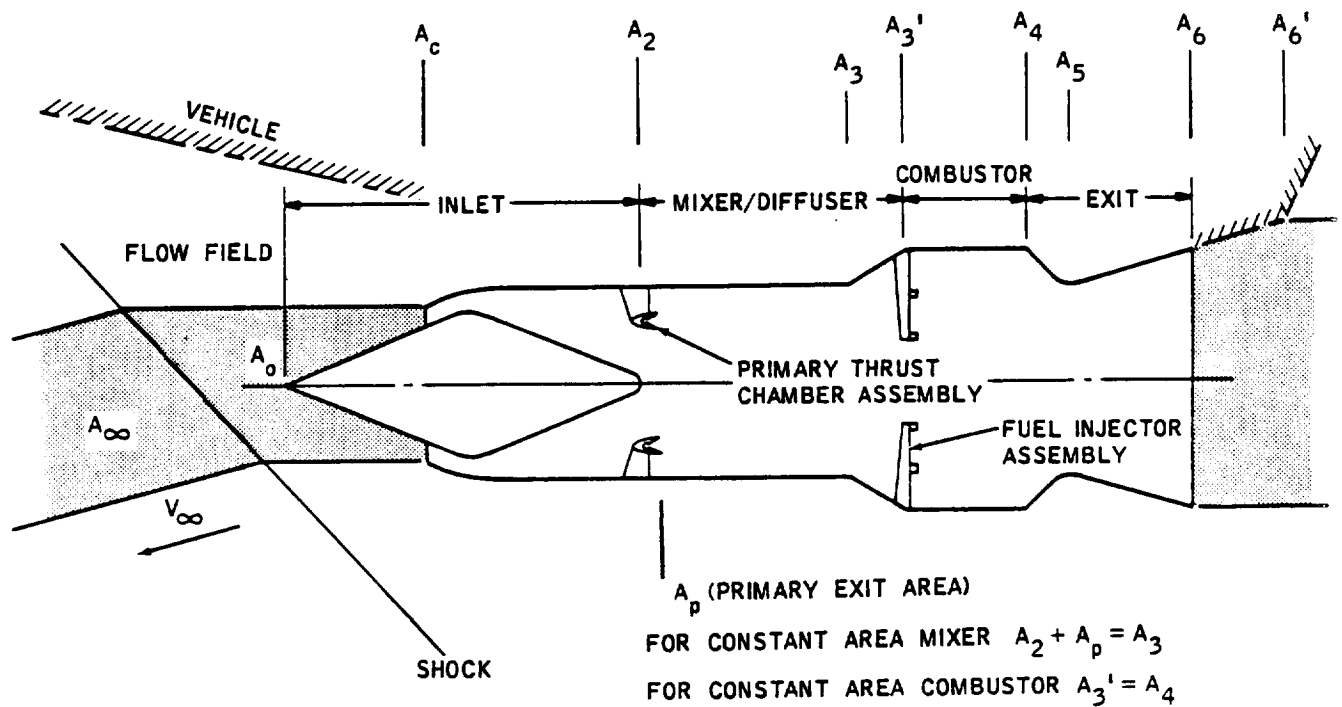 A_c
A_2
A_3
A_3'
A_4
A_5
A_6
A_6'
VEHICLE
INLET
MIXER/DIFFUSER
COMBUSTOR
EXIT
FLOW FIELD
A_o
A_∞
V_∞
SHOCK
PRIMARY THRUST
CHAMBER ASSEMBLY
FUEL INJECTOR
ASSEMBLY
A_p (PRIMARY EXIT AREA)
FOR CONSTANT AREA MIXER A_2 + A_p = A_3
FOR CONSTANT AREA COMBUSTOR A_3' = A_4